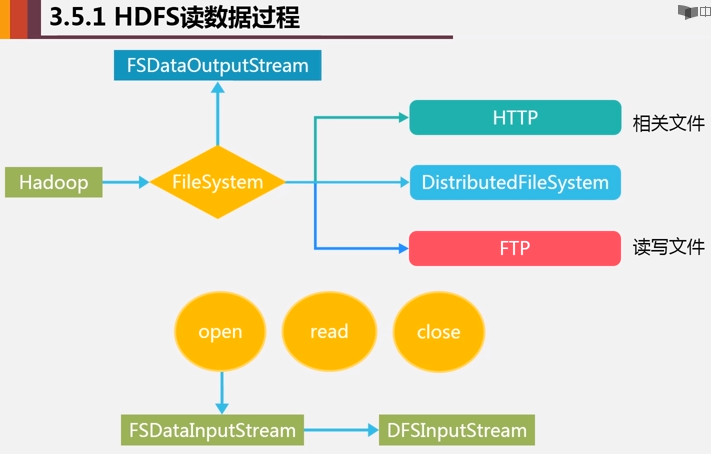 3.5.1 HDFS读数据过程
FSDataOutputStream
HTTP
相关文件
Hadoop
FileSystem
DistributedFileSystem
FTP
读写文件
open
read
close
FSDataInputStream
DFSInputStream